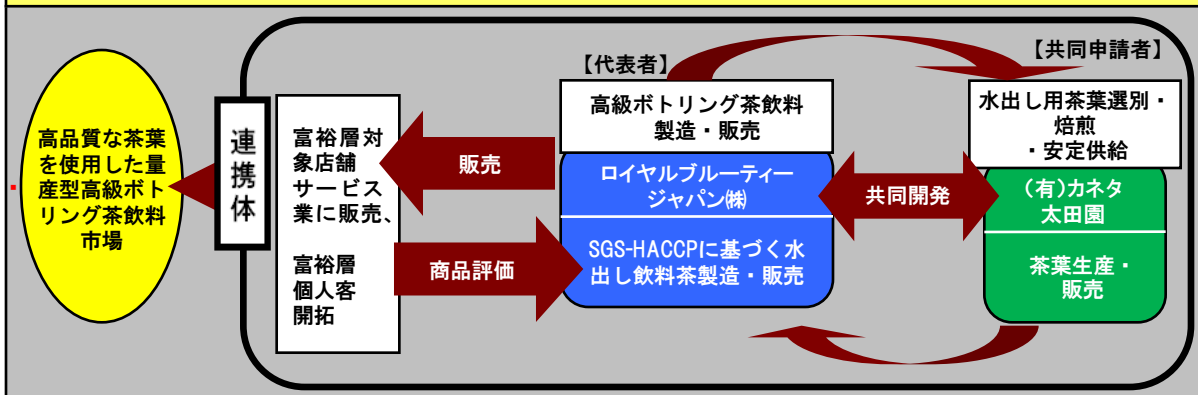 高品質な茶葉
を使用した量
産型高級ボト
リング茶飲料
市場
連携体
富裕層対
象店舗
サービス
業に販売、
富裕層
個人客
開拓
販売
商品評価
【代表者】
高級ボトリング茶飲料
製造・販売
ロイヤルブルーティー
ジャパン㈱
SGS-HACCPに基づく水
出し飲料茶製造・販売
共同開発
【共同申請者】
水出し用茶葉選別・
焙煎
・安定供給
(有)カネタ
太田園
茶葉生産・
販売